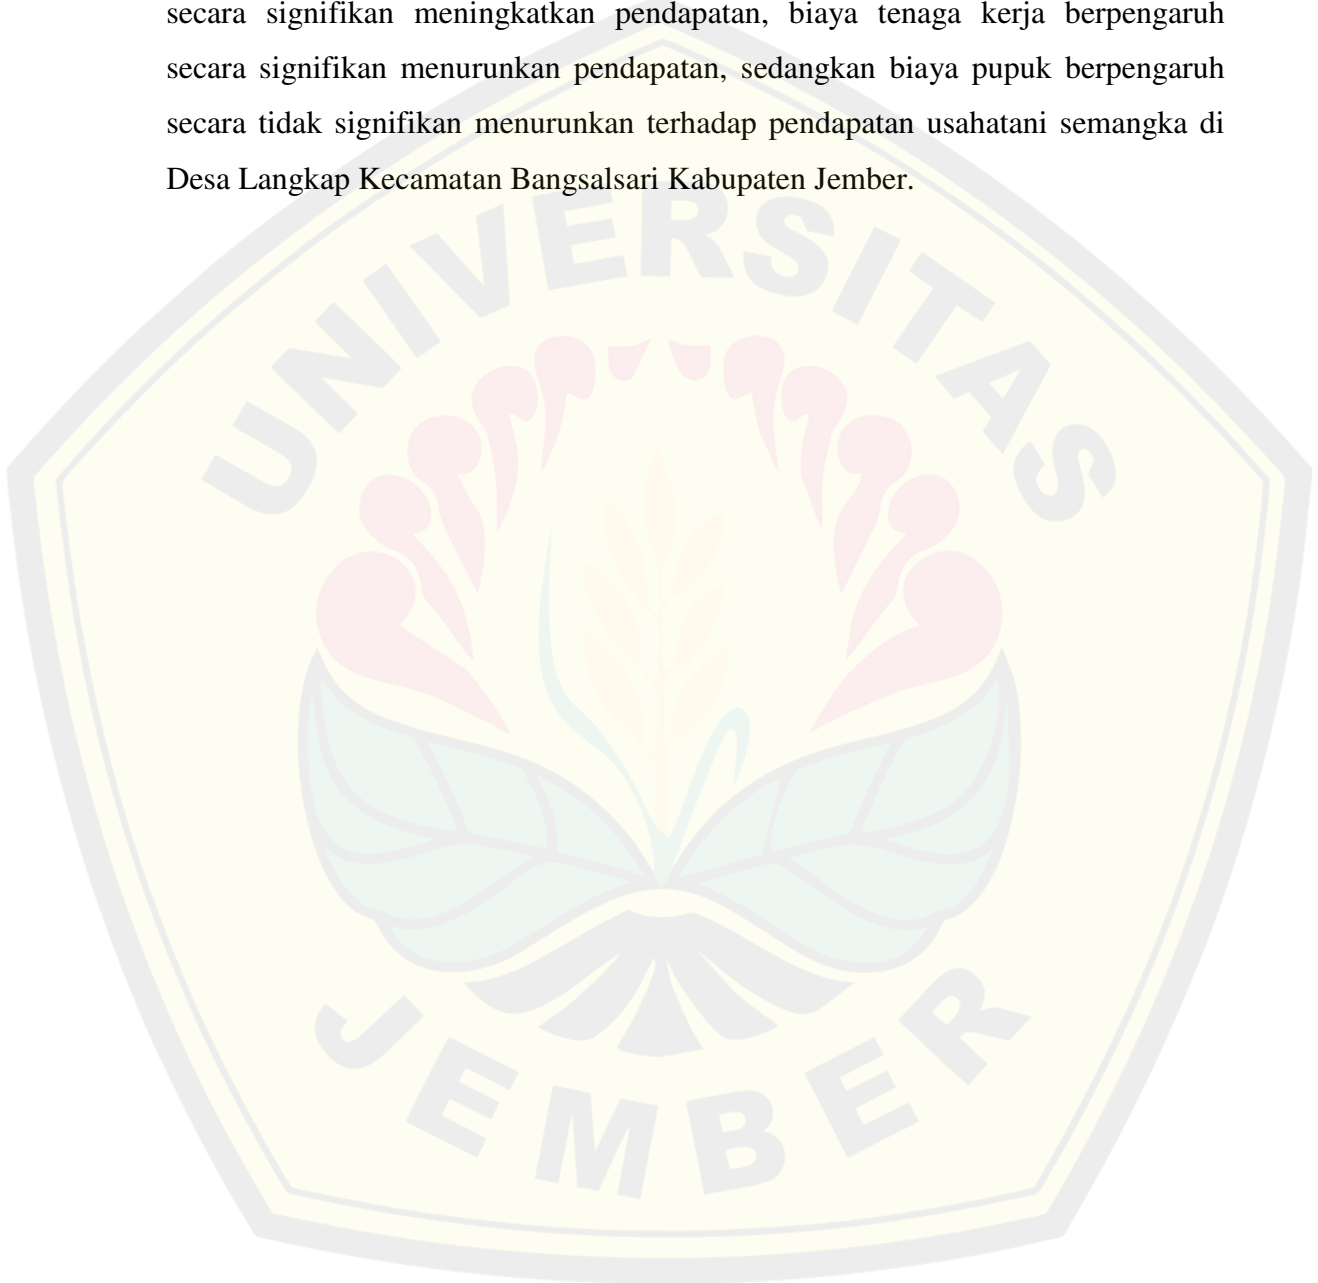 secara signifikan meningkatkan pendapatan, biaya tenaga kerja berpengaruh
secara signifikan menurunkan pendapatan, sedangkan biaya pupuk berpengaruh
secara tidak signifikan menurunkan terhadap pendapatan usahatani semangka di
Desa Langkap Kecamatan Bangsalsari Kabupaten Jember.
UNIVERSITAS
JEMBER